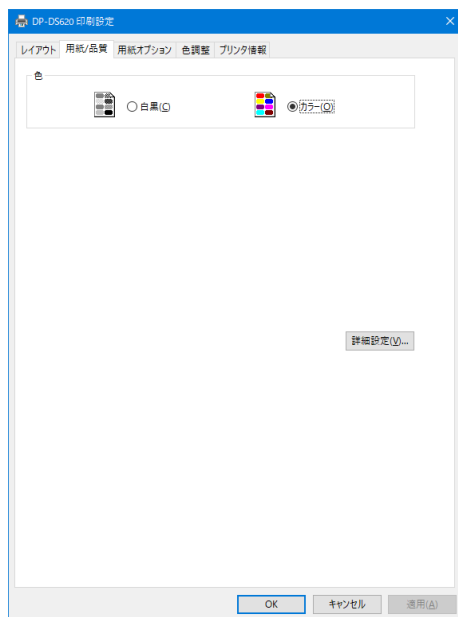 DP-DS620 印刷設定
レイアウト 用紙/品質 用紙オプション 色調整 プリンタ情報
色
白黒(C) カラー(O)
詳細設定(V)...
OK キャンセル 適用(A)